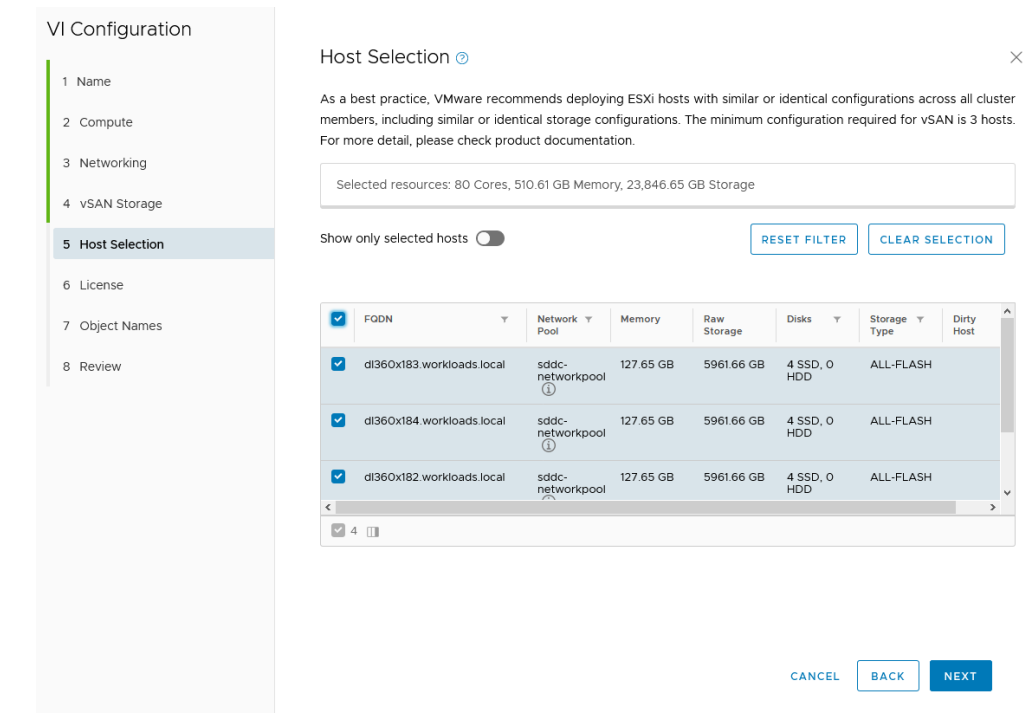 VI Configuration
1 Name
2 Compute
3 Networking
4 vSAN Storage
5 Host Selection
6 License
7 Object Names
8 Review
Host Selection
As a best practice, VMware recommends deploying ESXi hosts with similar or identical configurations across all cluster
members, including similar or identical storage configurations. The minimum configuration required for vSAN is 3 hosts.
For more detail, please check product documentation.
Selected resources: 80 Cores, 510.61 GB Memory, 23,846.65 GB Storage
Show only selected hosts
RESET FILTER
CLEAR SELECTION
FQDN
Network
Pool
Memory
Raw
Storage
Disks
Storage
Type
Dirty
Host
dl360x183.workloads.local
sddc-
networkpool
127.65 GB
5961.66 GB
4 SSD, 0
HDD
ALL-FLASH
dl360x184.workloads.local
sddc-
networkpool
127.65 GB
5961.66 GB
4 SSD, 0
HDD
ALL-FLASH
dl360x182.workloads.local
sddc-
networkpool
127.65 GB
5961.66 GB
4 SSD, 0
HDD
ALL-FLASH
4
CANCEL
BACK
NEXT